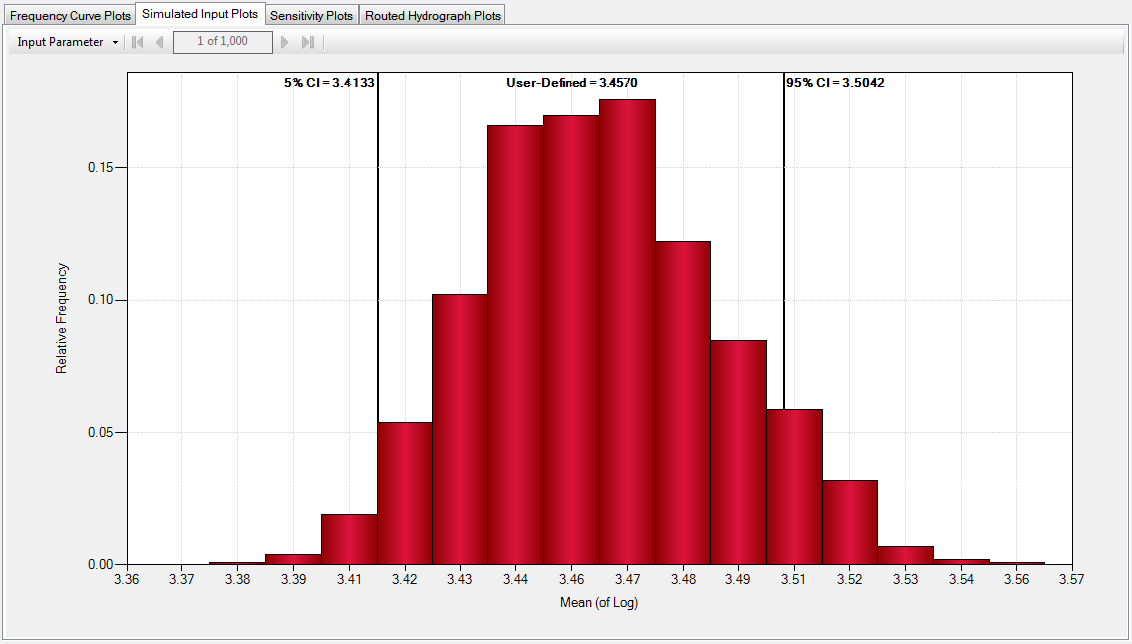 Frequency Curve Plots Simulated Input Plots Sensitivity Plots Routed Hydrograph Plots
Input Parameter 1 of 1,000
5% CI = 3.4133 User-Defined = 3.4570 95% CI = 3.5042
0.15
0.10
Relative Frequency
0.05
0.00
3.36 3.37 3.38 3.39 3.41 3.42 3.43 3.44 3.46 3.47 3.48 3.49 3.51 3.52 3.53 3.54 3.56 3.57
Mean (of Log)